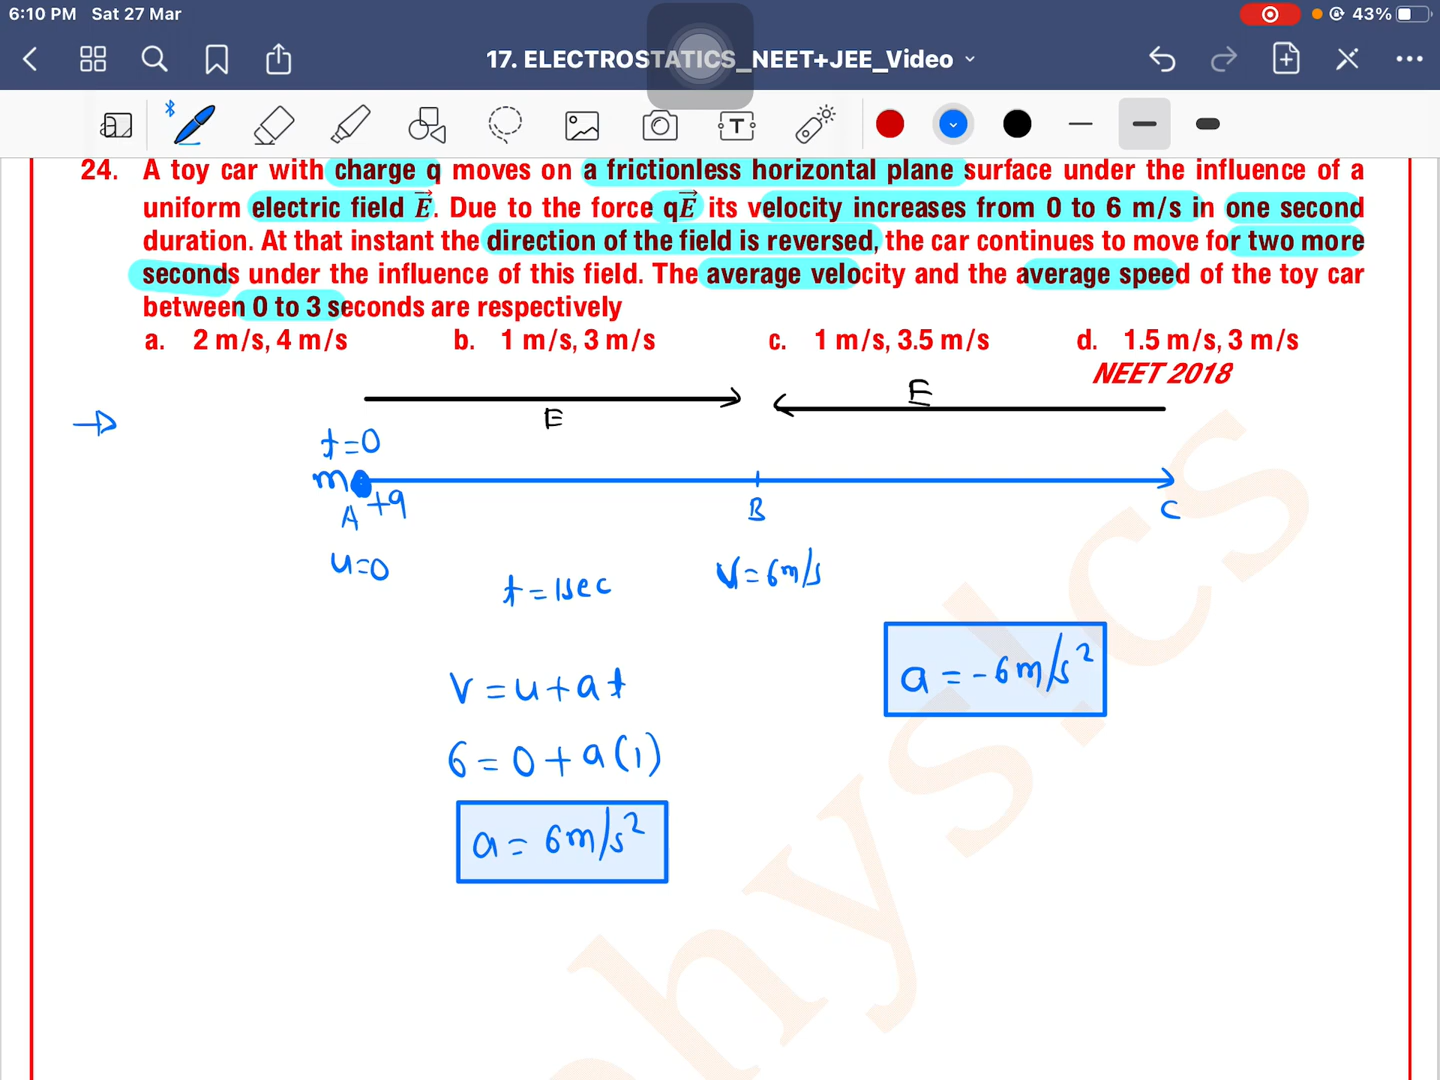 6:10 PM Sat 27 Mar
43%
17. ELECTROSTATICS_NEET+JEE_Video
T
24. A toy car with charge q moves on a frictionless horizontal plane surface under the influence of a
uniform electric field E⃗. Due to the force qE⃗ its velocity increases from 0 to 6 m/s in one second
duration. At that instant the direction of the field is reversed, the car continues to move for two more
seconds under the influence of this field. The average velocity and the average speed of the toy car
between 0 to 3 seconds are respectively
a. 2 m/s, 4 m/s b. 1 m/s, 3 m/s c. 1 m/s, 3.5 m/s d. 1.5 m/s, 3 m/s
NEET 2018
E E
t=0
m +q
A B C
u=0 t=1sec v=6m/s
v=u+at a=-6m/s²
6=0+a(1)
a=6m/s²